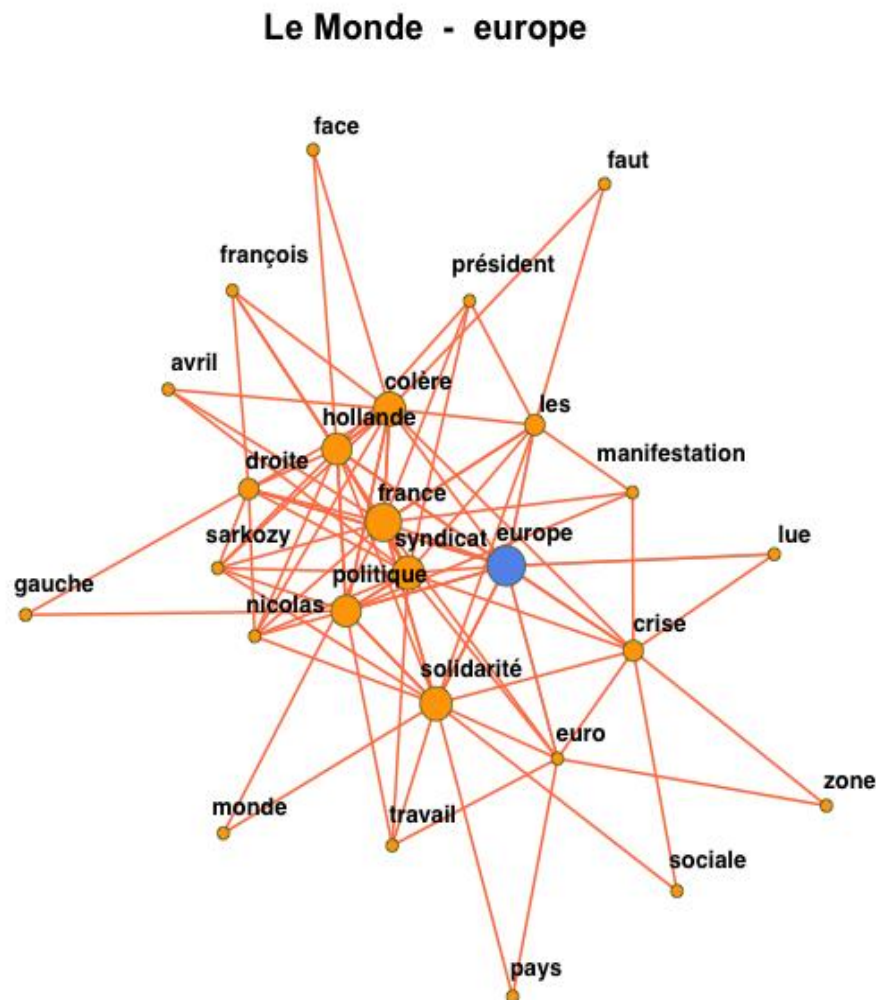 Le Monde - europe
face
faut
françois
président
avril
colère
les
hollande
droite
manifestation
france
sarkozy
syndicat
europe
lue
politique
gauche
nicolas
crise
solidarité
euro
zone
monde
travail
sociale
pays